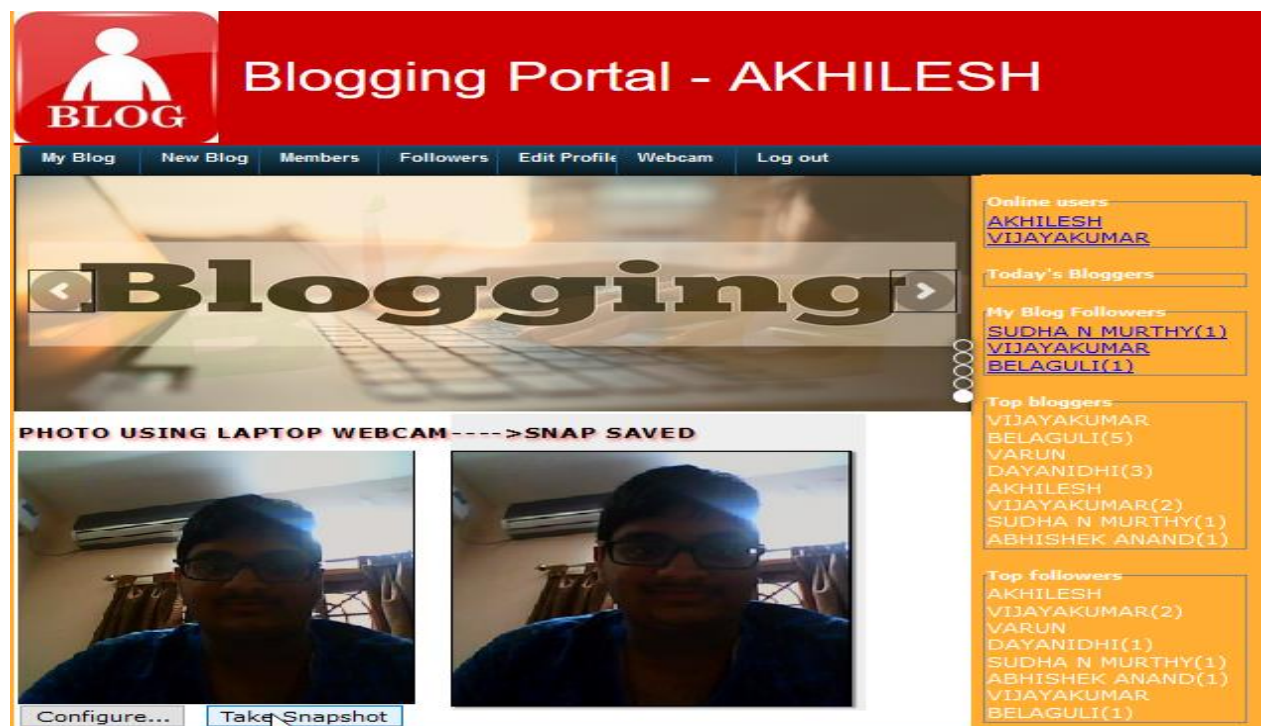 BLOG
Blogging Portal - AKHILESH
My Blog New Blog Members Followers Edit Profile Webcam Log out
Blogging
PHOTO USING LAPTOP WEBCAM---->SNAP SAVED
Configure... Take Snapshot
Online users
AKHILESH
VIJAYAKUMAR
Today's Bloggers
My Blog Followers
SUDHA N MURTHY(1)
VIJAYAKUMAR
BELAGULI(1)
Top bloggers
VIJAYAKUMAR
BELAGULI(5)
VARUN
DAYANIDHI(3)
AKHILESH
VIJAYAKUMAR(2)
SUDHA N MURTHY(1)
ABHISHEK ANAND(1)
Top followers
AKHILESH
VIJAYAKUMAR(2)
VARUN
DAYANIDHI(1)
SUDHA N MURTHY(1)
ABHISHEK ANAND(1)
VIJAYAKUMAR
BELAGULI(1)